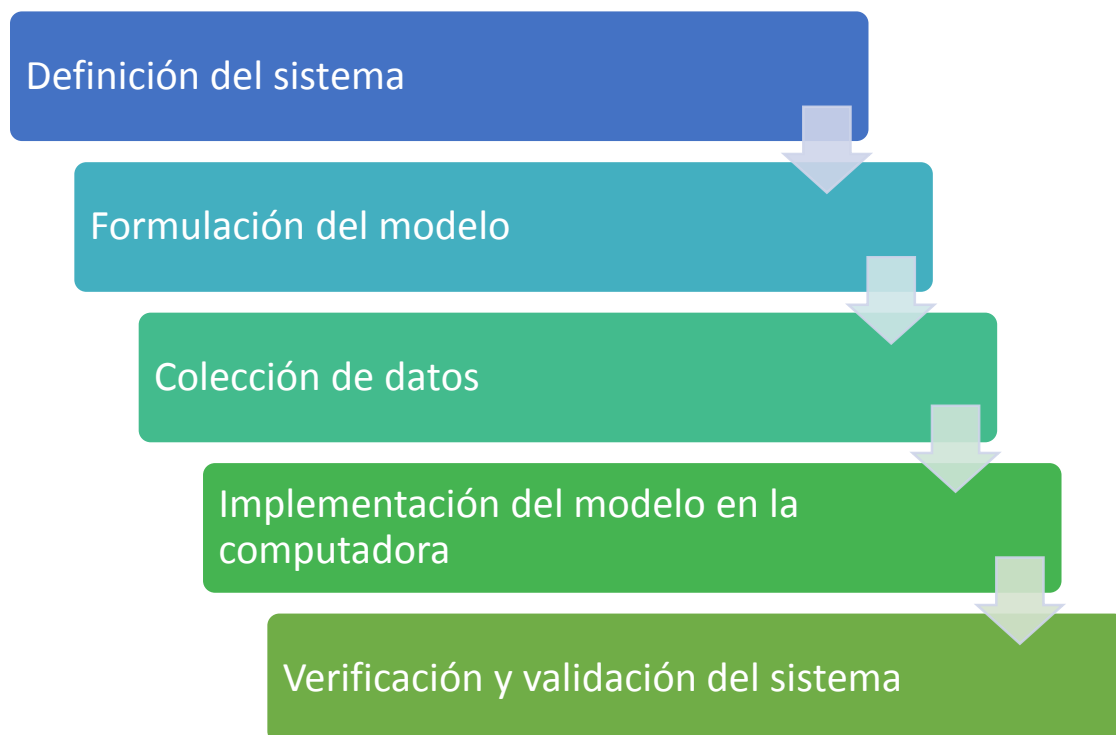 Definición del sistema
Formulación del modelo
Colección de datos
Implementación del modelo en la
computadora
Verificación y validación del sistema